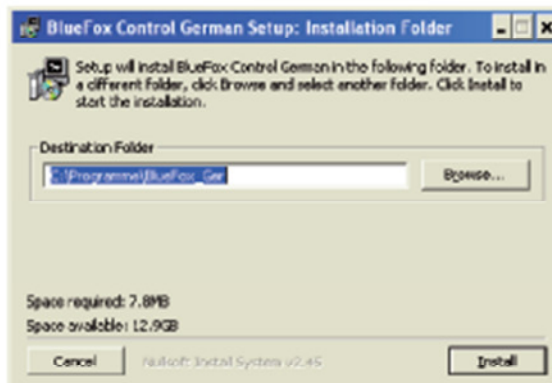 BlueFox Control German Setup: Installation Folder
Setup will install BlueFox Control German in the following folder. To install in
a different folder, click Browse and select another folder. Click Install to
start the installation.
Destination Folder
C:\Programme\BlueFox_Ger
Browse...
Space required: 7.8MB
Space available: 12.9GB
Cancel
Nullsoft Install System v2.45
Install